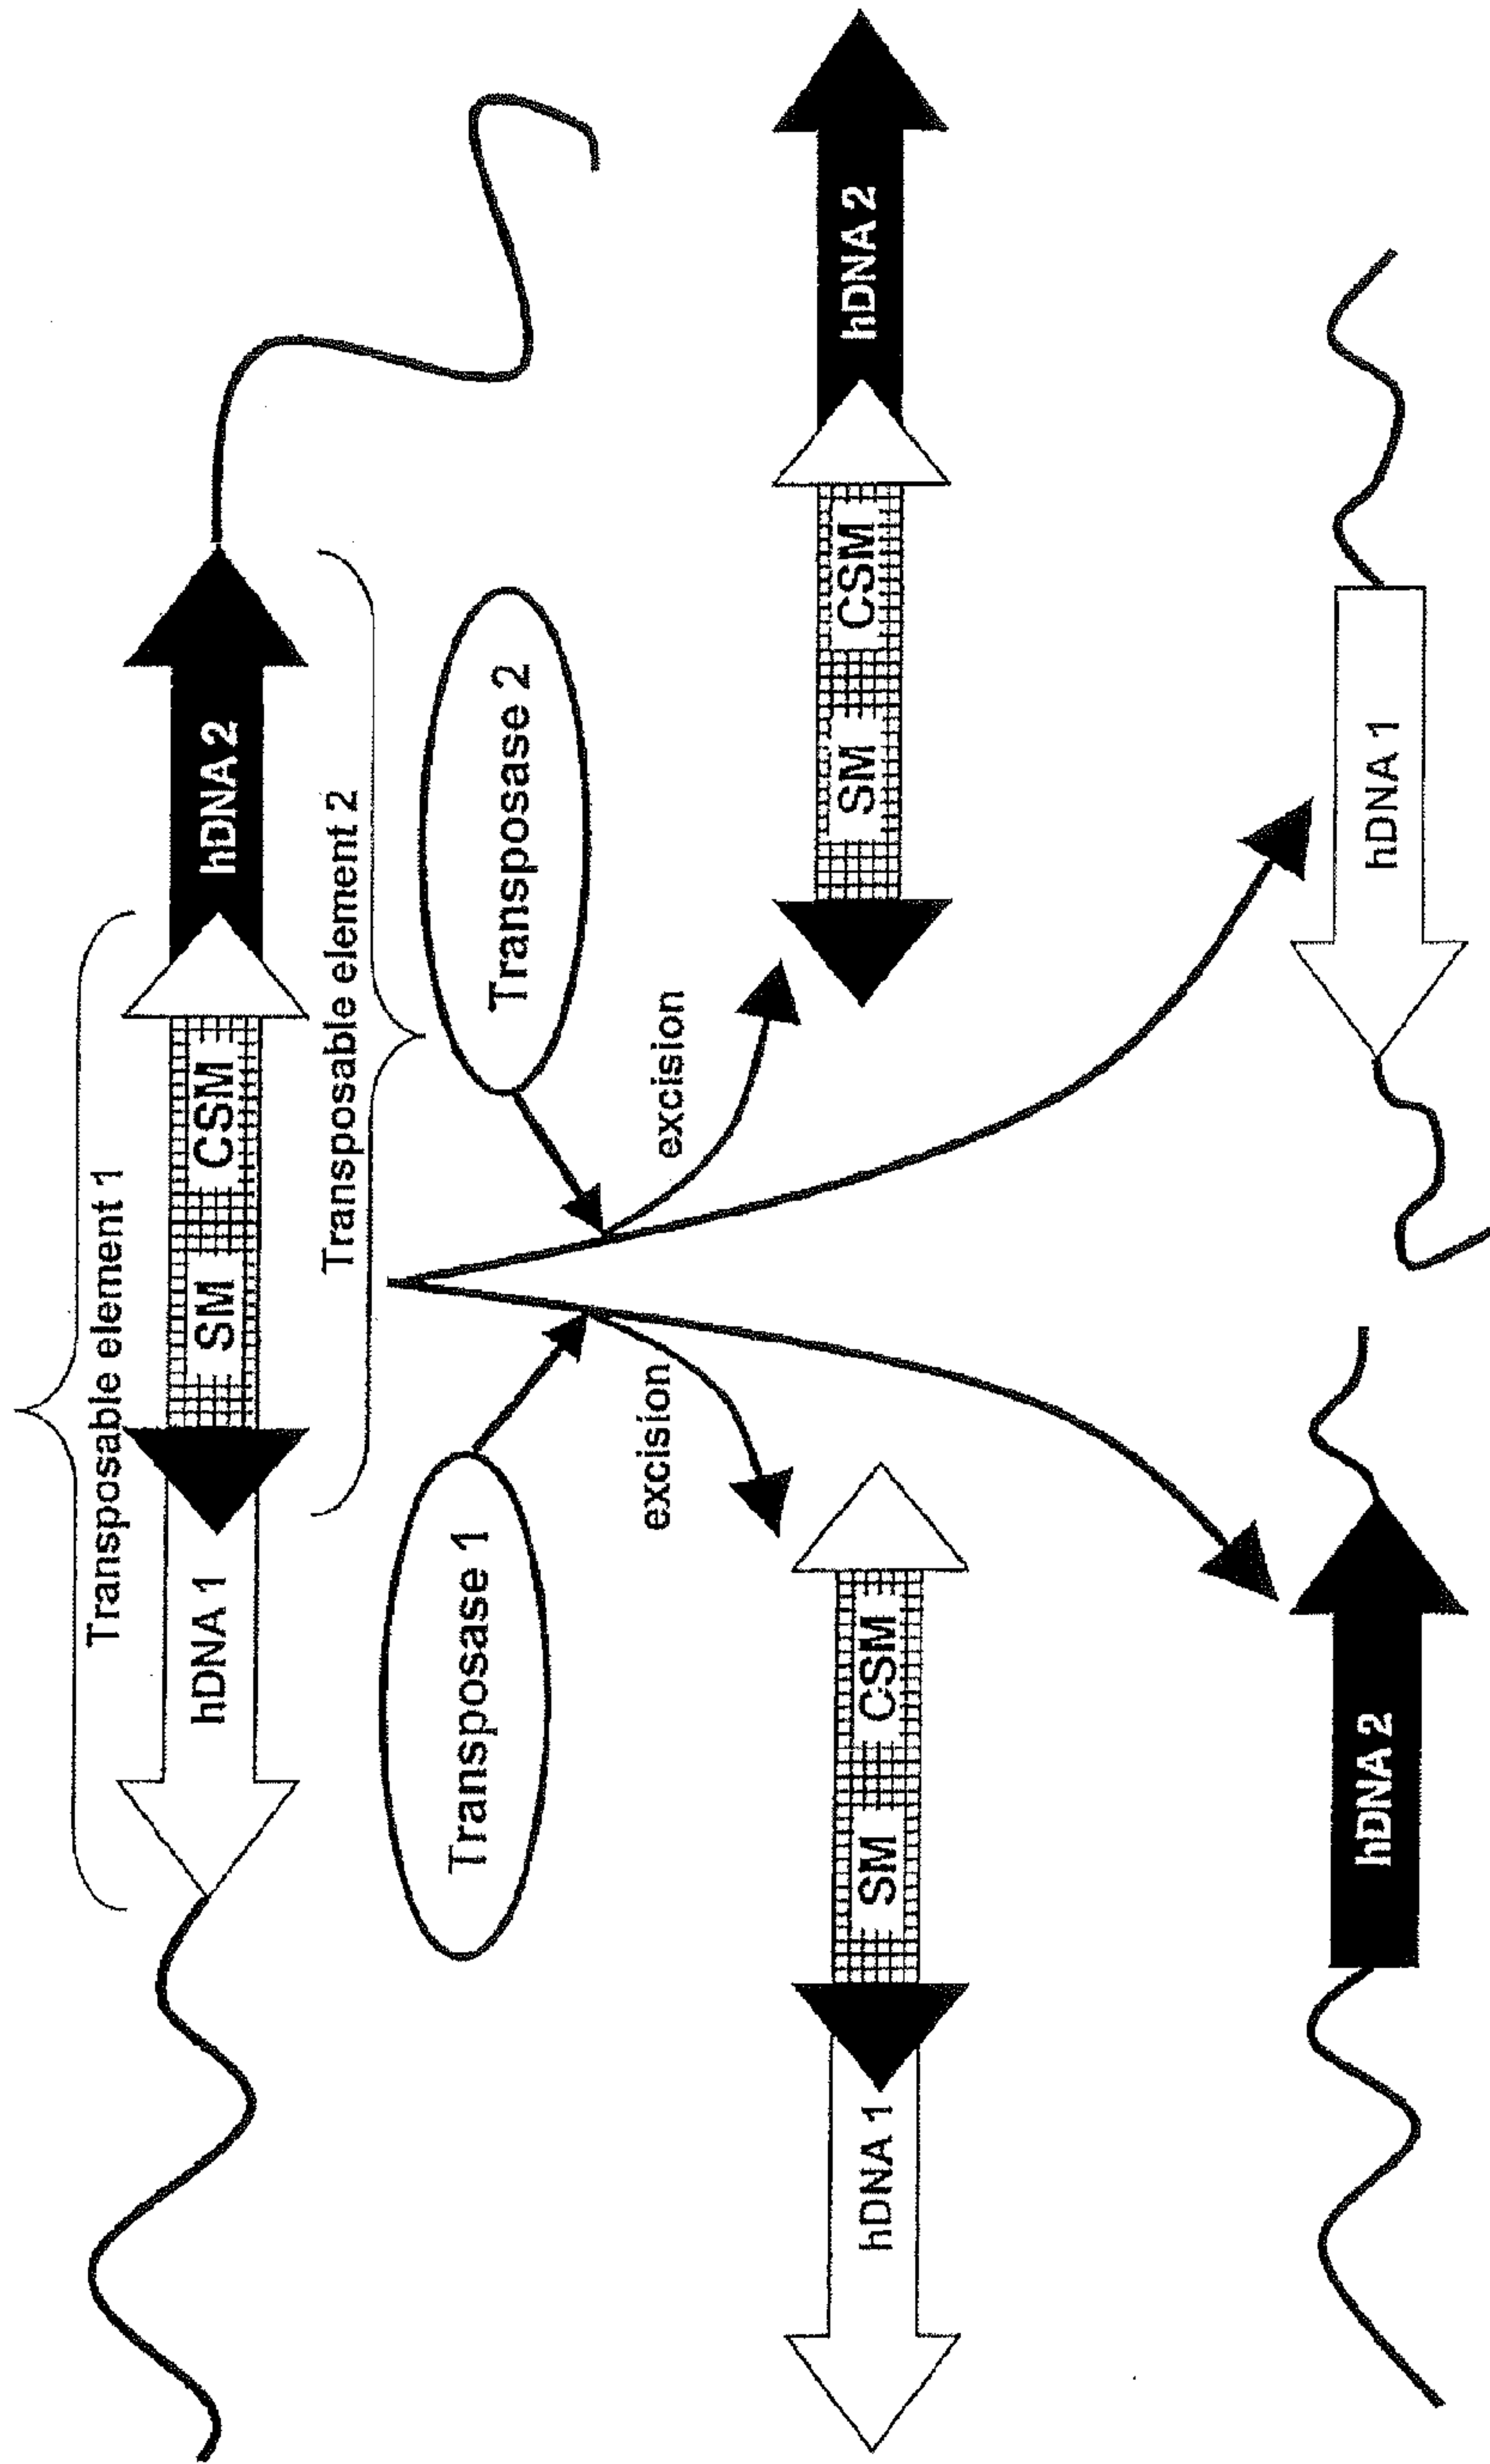 Transposable element 1
hDNA 1
SM
CSM
hDNA 2
Transposable element 2
Transposase 1
Transposase 2
excision
excision
hDNA 1
SM
CSM
SM
CSM
hDNA 2
hDNA 2
hDNA 1